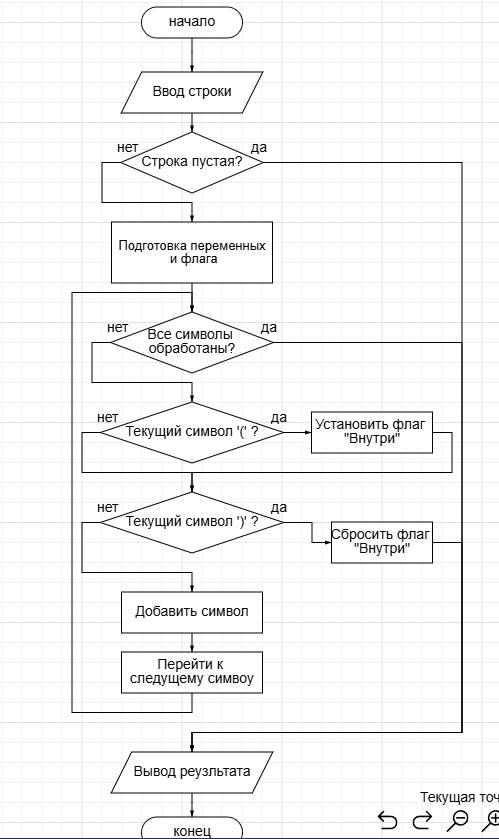 начало
Ввод строки
нет
да
Строка пустая?
Подготовка переменных
и флага
нет
да
Все символы
обработаны?
нет
да
Текущий символ '(' ?
Установить флаг
"Внутри"
нет
да
Текущий символ ')' ?
Сбросить флаг
"Внутри"
Добавить символ
Перейти к
следущему симвоу
Вывод реузльтата
Текущая точ
конец